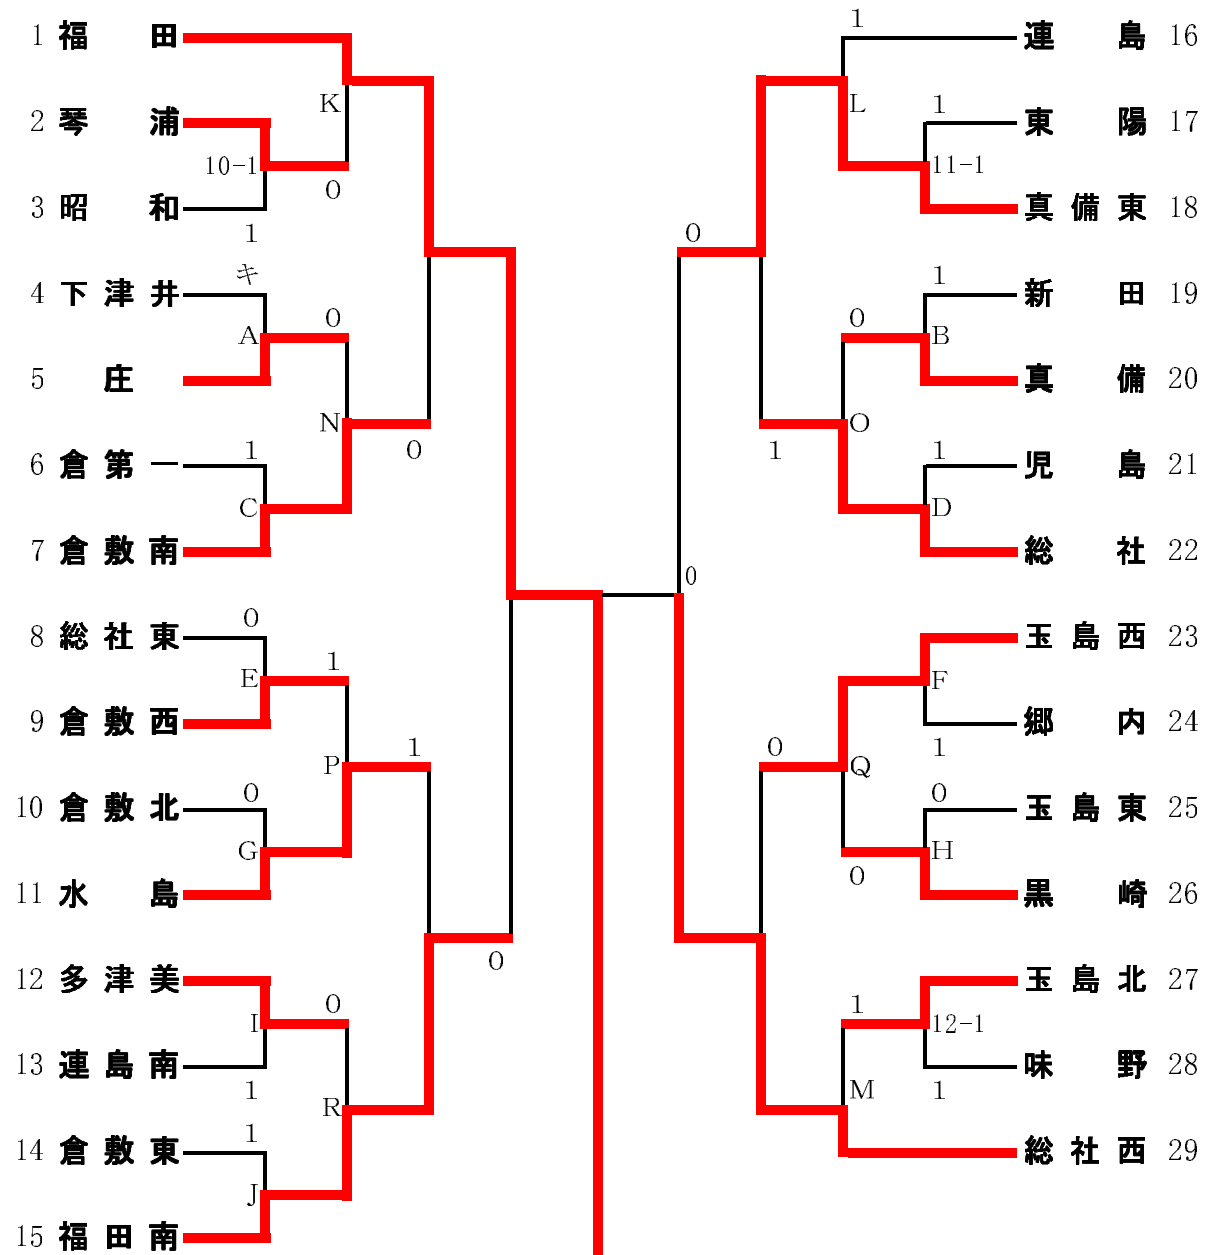 1 福 田
2 琴 浦
3 昭 和
4 下 津 井
5 庄
6 倉 第 一
7 倉 敷 南
8 総 社 東
9 倉 敷 西
10 倉 敷 北
11 水 島
12 多 津 美
13 連 島 南
14 倉 敷 東
15 福 田 南
K
10-1
0
1
キ
0
A
N
0
1
C
0
1
E
P
1
0
G
0
0
I
1
R
1
J
0
0
1
1
L
1
11-1
1
0
B
O
1
1
D
F
0
1
Q
0
H
0
1
12-1
M
1
連 島 16
東 陽 17
真 備 東 18
新 田 19
真 備 20
児 島 21
総 社 22
玉 島 西 23
郷 内 24
玉 島 東 25
黒 崎 26
玉 島 北 27
味 野 28
総 社 西 29